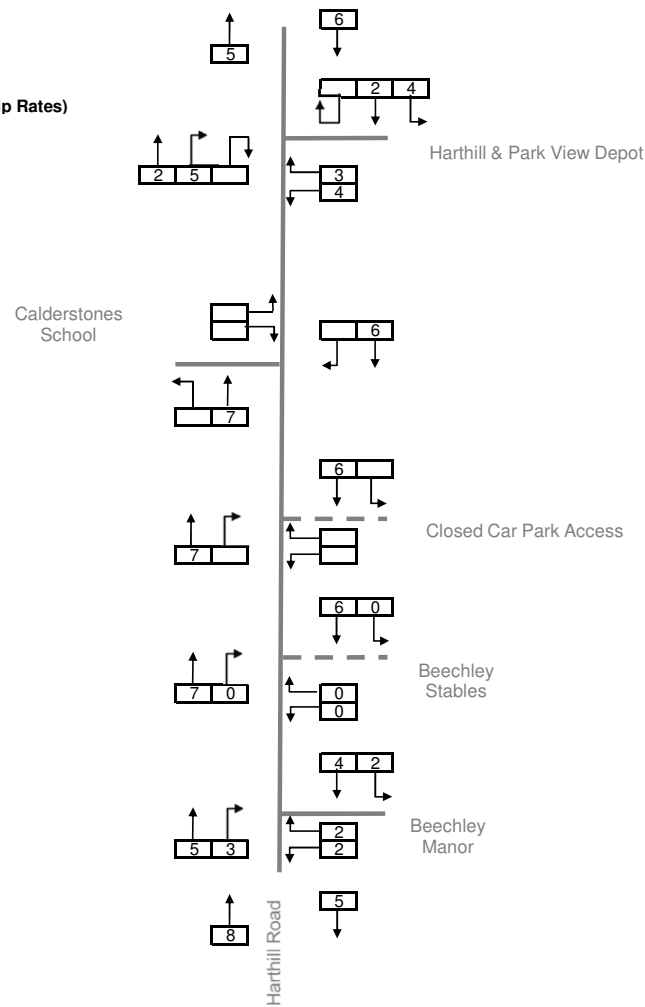 6
5
2 4
p Rates)
Harthill & Park View Depot
2 5
3
4
Calderstones
School
6
7
6
Closed Car Park Access
7
6 0
Beechley
Stables
7 0
0
0
4 2
Beechley
Manor
5 3
2
2
5
8
Harthill Road